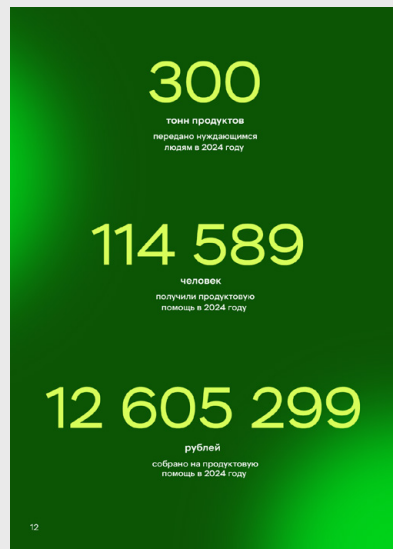 300
тонн продуктов
передано нуждающимся
людям в 2024 году
114 589
человек
получили продуктовую
помощь в 2024 году
12 605 299
рублей
собрано на продуктовую
помощь в 2024 году
12